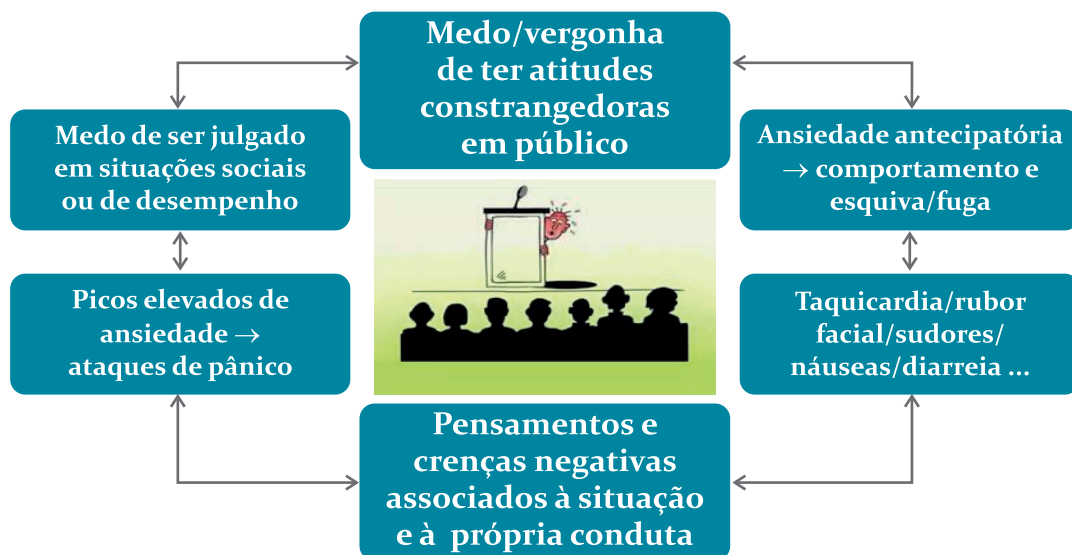 Medo/vergonha
de ter atitudes
constrangedoras
em público
Medo de ser julgado
em situações sociais
ou de desempenho
Ansiedade antecipatória
→ comportamento e
esquiva/fuga
Picos elevados de
ansiedade →
ataques de pânico
Taquicardia/rubor
facial/sudores/
náuseas/diarreia ...
Pensamentos e
crenças negativas
associados à situação
e à própria conduta